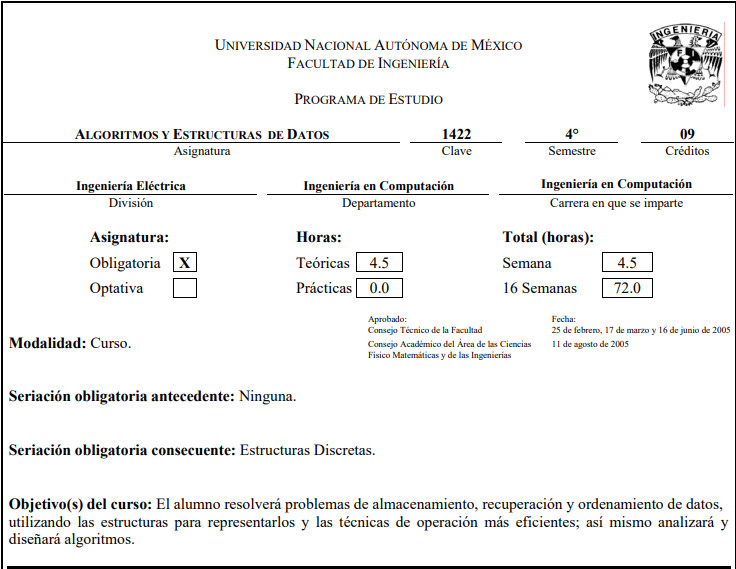 UNIVERSIDAD NACIONAL AUTÓNOMA DE MÉXICO
FACULTAD DE INGENIERÍA
INGENIERIA
PROGRAMA DE ESTUDIO
ALGORITMOS Y ESTRUCTURAS DE DATOS 1422 4° 09
Asignatura Clave Semestre Créditos
Ingeniería Eléctrica Ingeniería en Computación Ingeniería en Computación
División Departamento Carrera en que se imparte
Asignatura: Horas: Total (horas):
Obligatoria X Teóricas 4.5 Semana 4.5
Optativa Prácticas 0.0 16 Semanas 72.0
Aprobado: Fecha:
Consejo Técnico de la Facultad 25 de febrero, 17 de marzo y 16 de junio de 2005
Modalidad: Curso. Consejo Académico del Área de las Ciencias 11 de agosto de 2005
Físico Matemáticas y de las Ingenierías
Seriación obligatoria antecedente: Ninguna.
Seriación obligatoria consecuente: Estructuras Discretas.
Objetivo(s) del curso: El alumno resolverá problemas de almacenamiento, recuperación y ordenamiento de datos,
utilizando las estructuras para representarlos y las técnicas de operación más eficientes; así mismo analizará y
diseñará algoritmos.